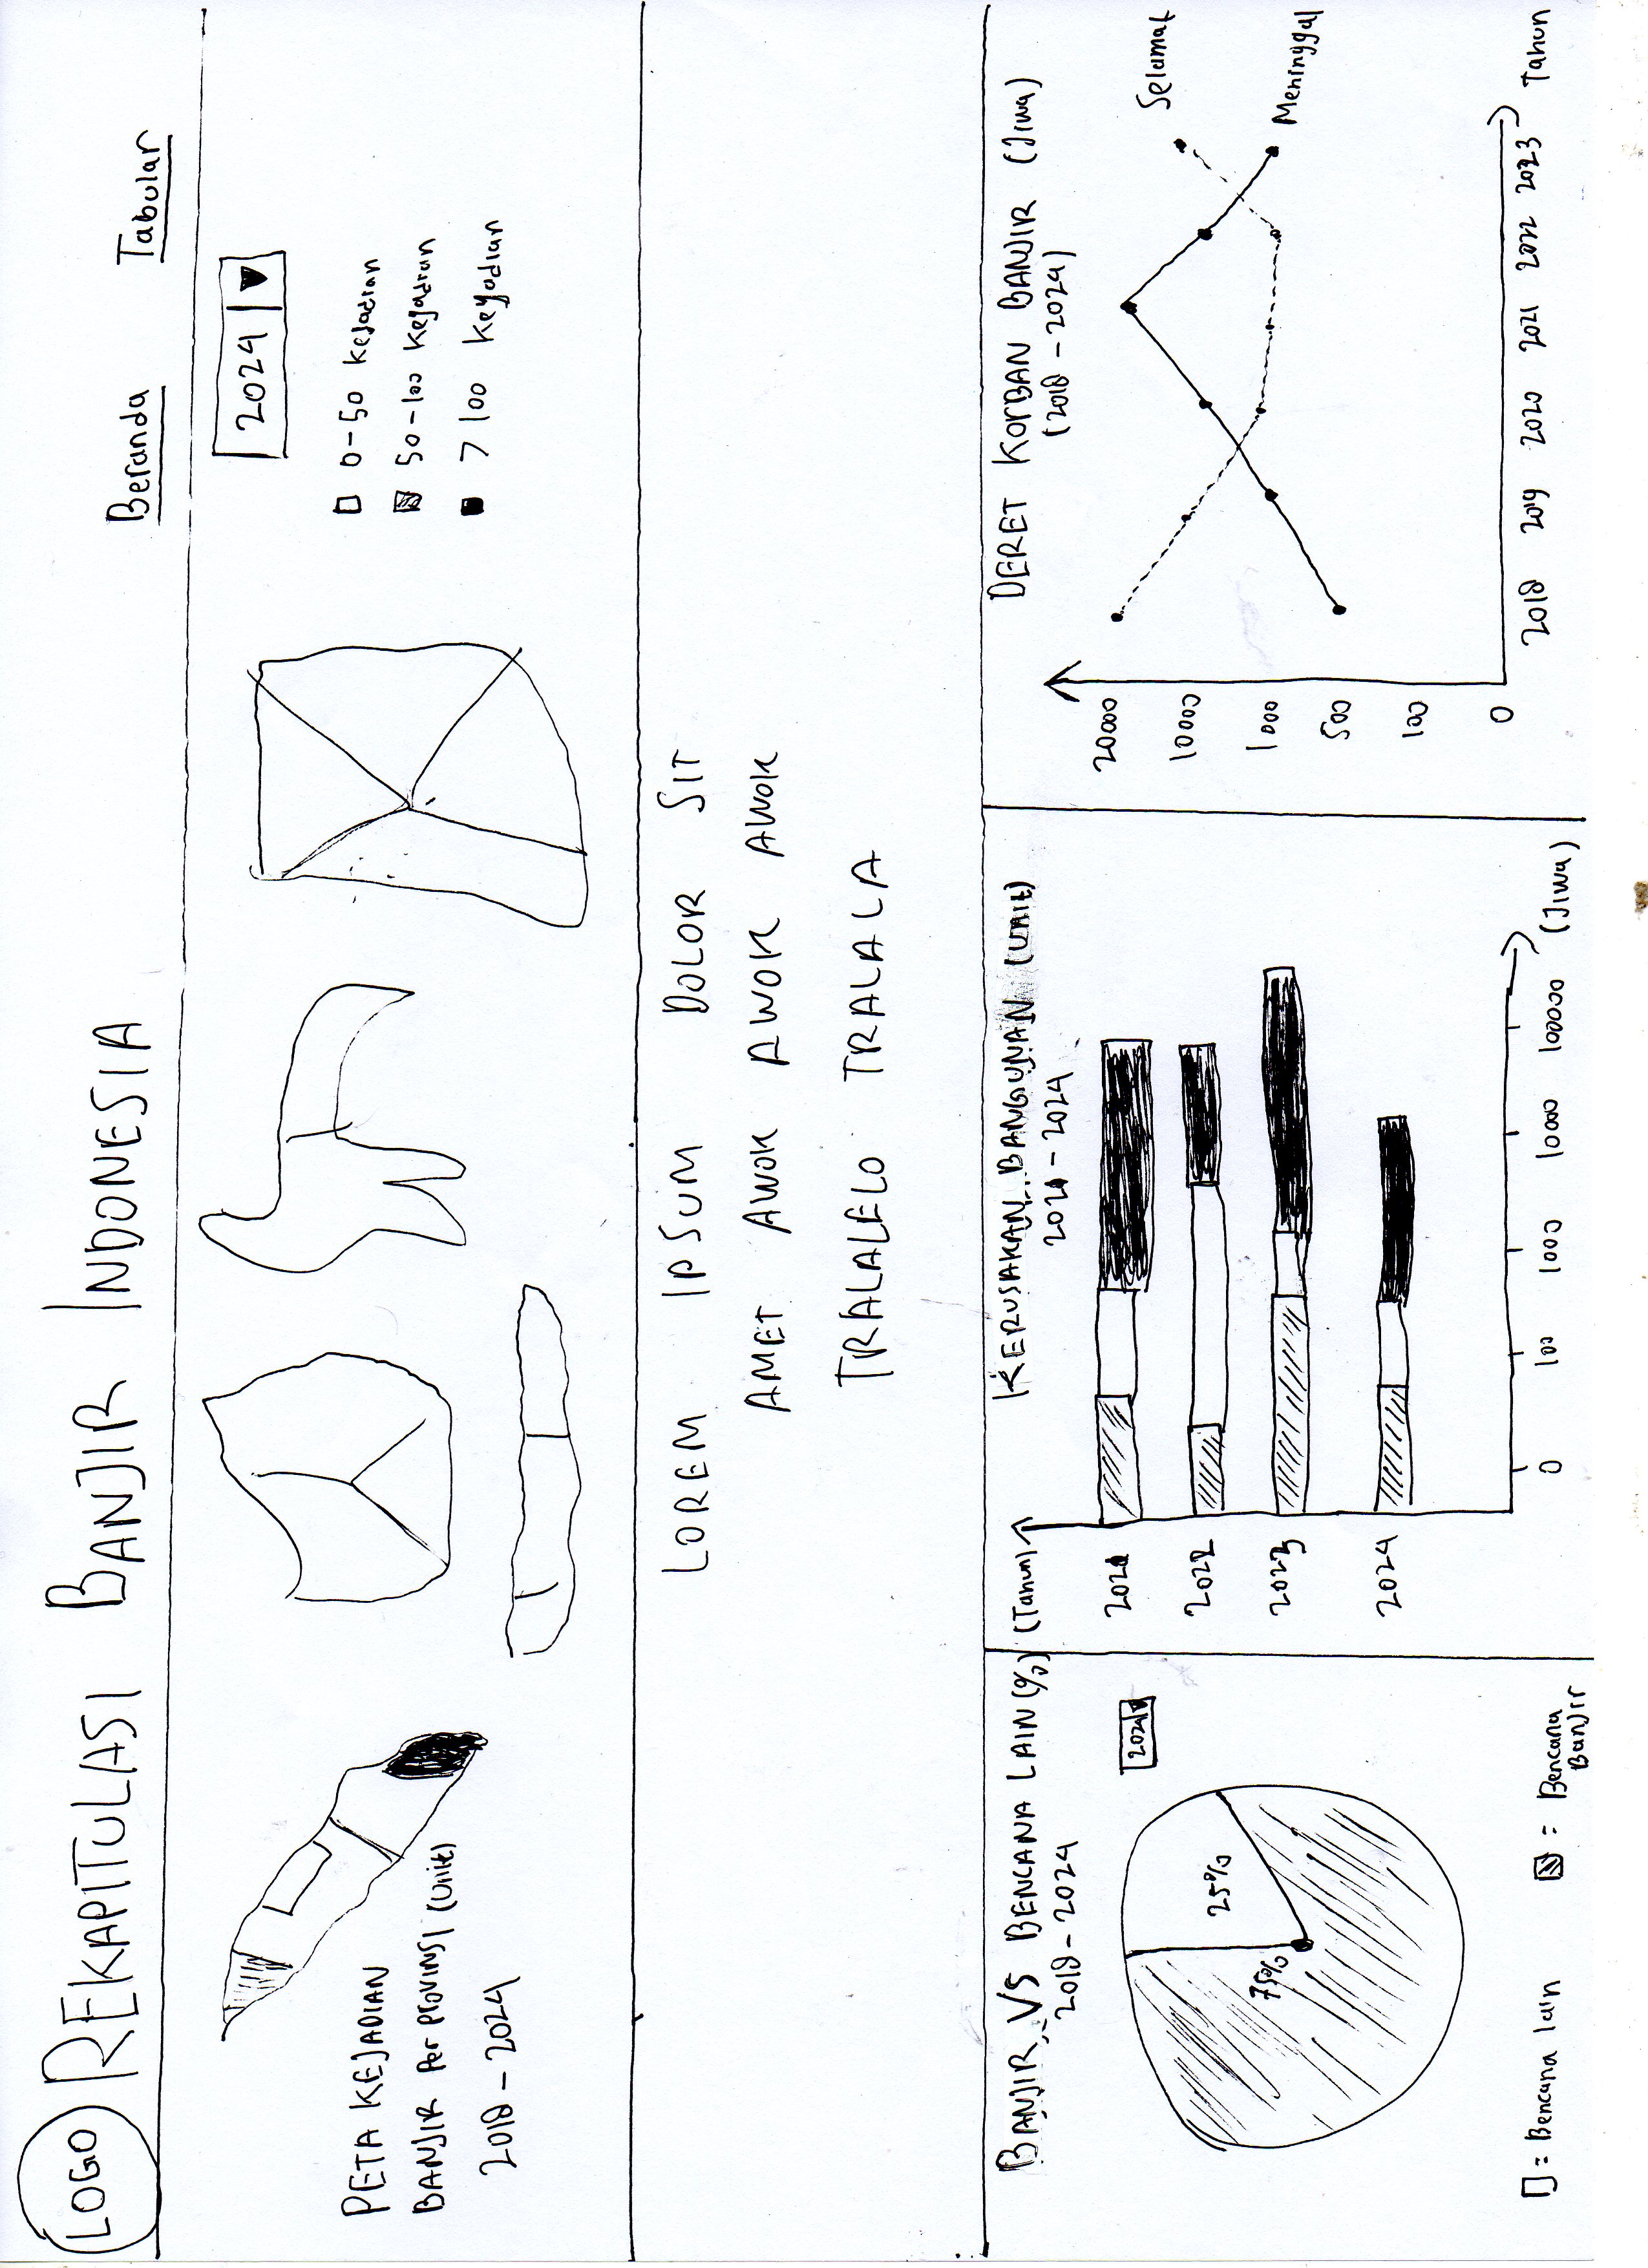 LOGO
REKAPITULASI BANJIR INDONESIA
Beranda
Tabular
PETA KEJADIAN
BANJIR Per PROVINSI (Unit)
2018 - 2024
2024
0-50 Kejadian
50-100 Kejadian
> 100 Kejadian
LOREM IPSUM DOLOR SIT
AMET AWOK AWOK AWOK
TRALALELO TRALALA
BANJIR VS BENCANA LAIN (%)
2018 - 2024
2024
25%
75%
= Bencana lain
= Bencana
Banjir
KERUSAKAN BANGUNAN (Unit)
2021 - 2024
(Tahun)
2021
2022
2023
2024
0 100 1000 10000 100000 (Jiwa)
DERET KORBAN BANJIR (Jiwa)
(2018 - 2024)
20000
10000
1000
500
100
0
Selamat
Meninggal
2018 2019 2020 2021 2022 2023 Tahun